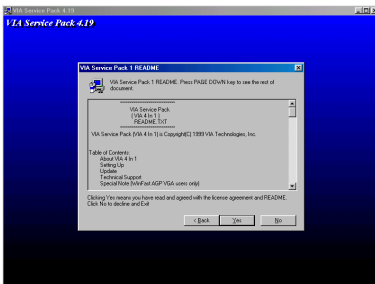 VIA Service Pack 4.19
VIA Service Pack 4.19
VIA Service Pack 1 README
VIA Service Pack 1 README. Press PAGE DOWN key to see the rest of
document.
------------------------------
VIA Service Pack
( VIA 4 In 1 )
README.TXT
------------------------------
VIA Service Pack (VIA 4 In 1) is Copyright(C) 1999 VIA Technologies, Inc.
Table of Contents:
About VIA 4 In 1
Setting Up
Update
Technical Support
Special Note (WinFast AGP VGA users only)
Clicking Yes means you have read and agreed with the license agreement and README.
Click No to decline and Exit
< Back
Yes
No